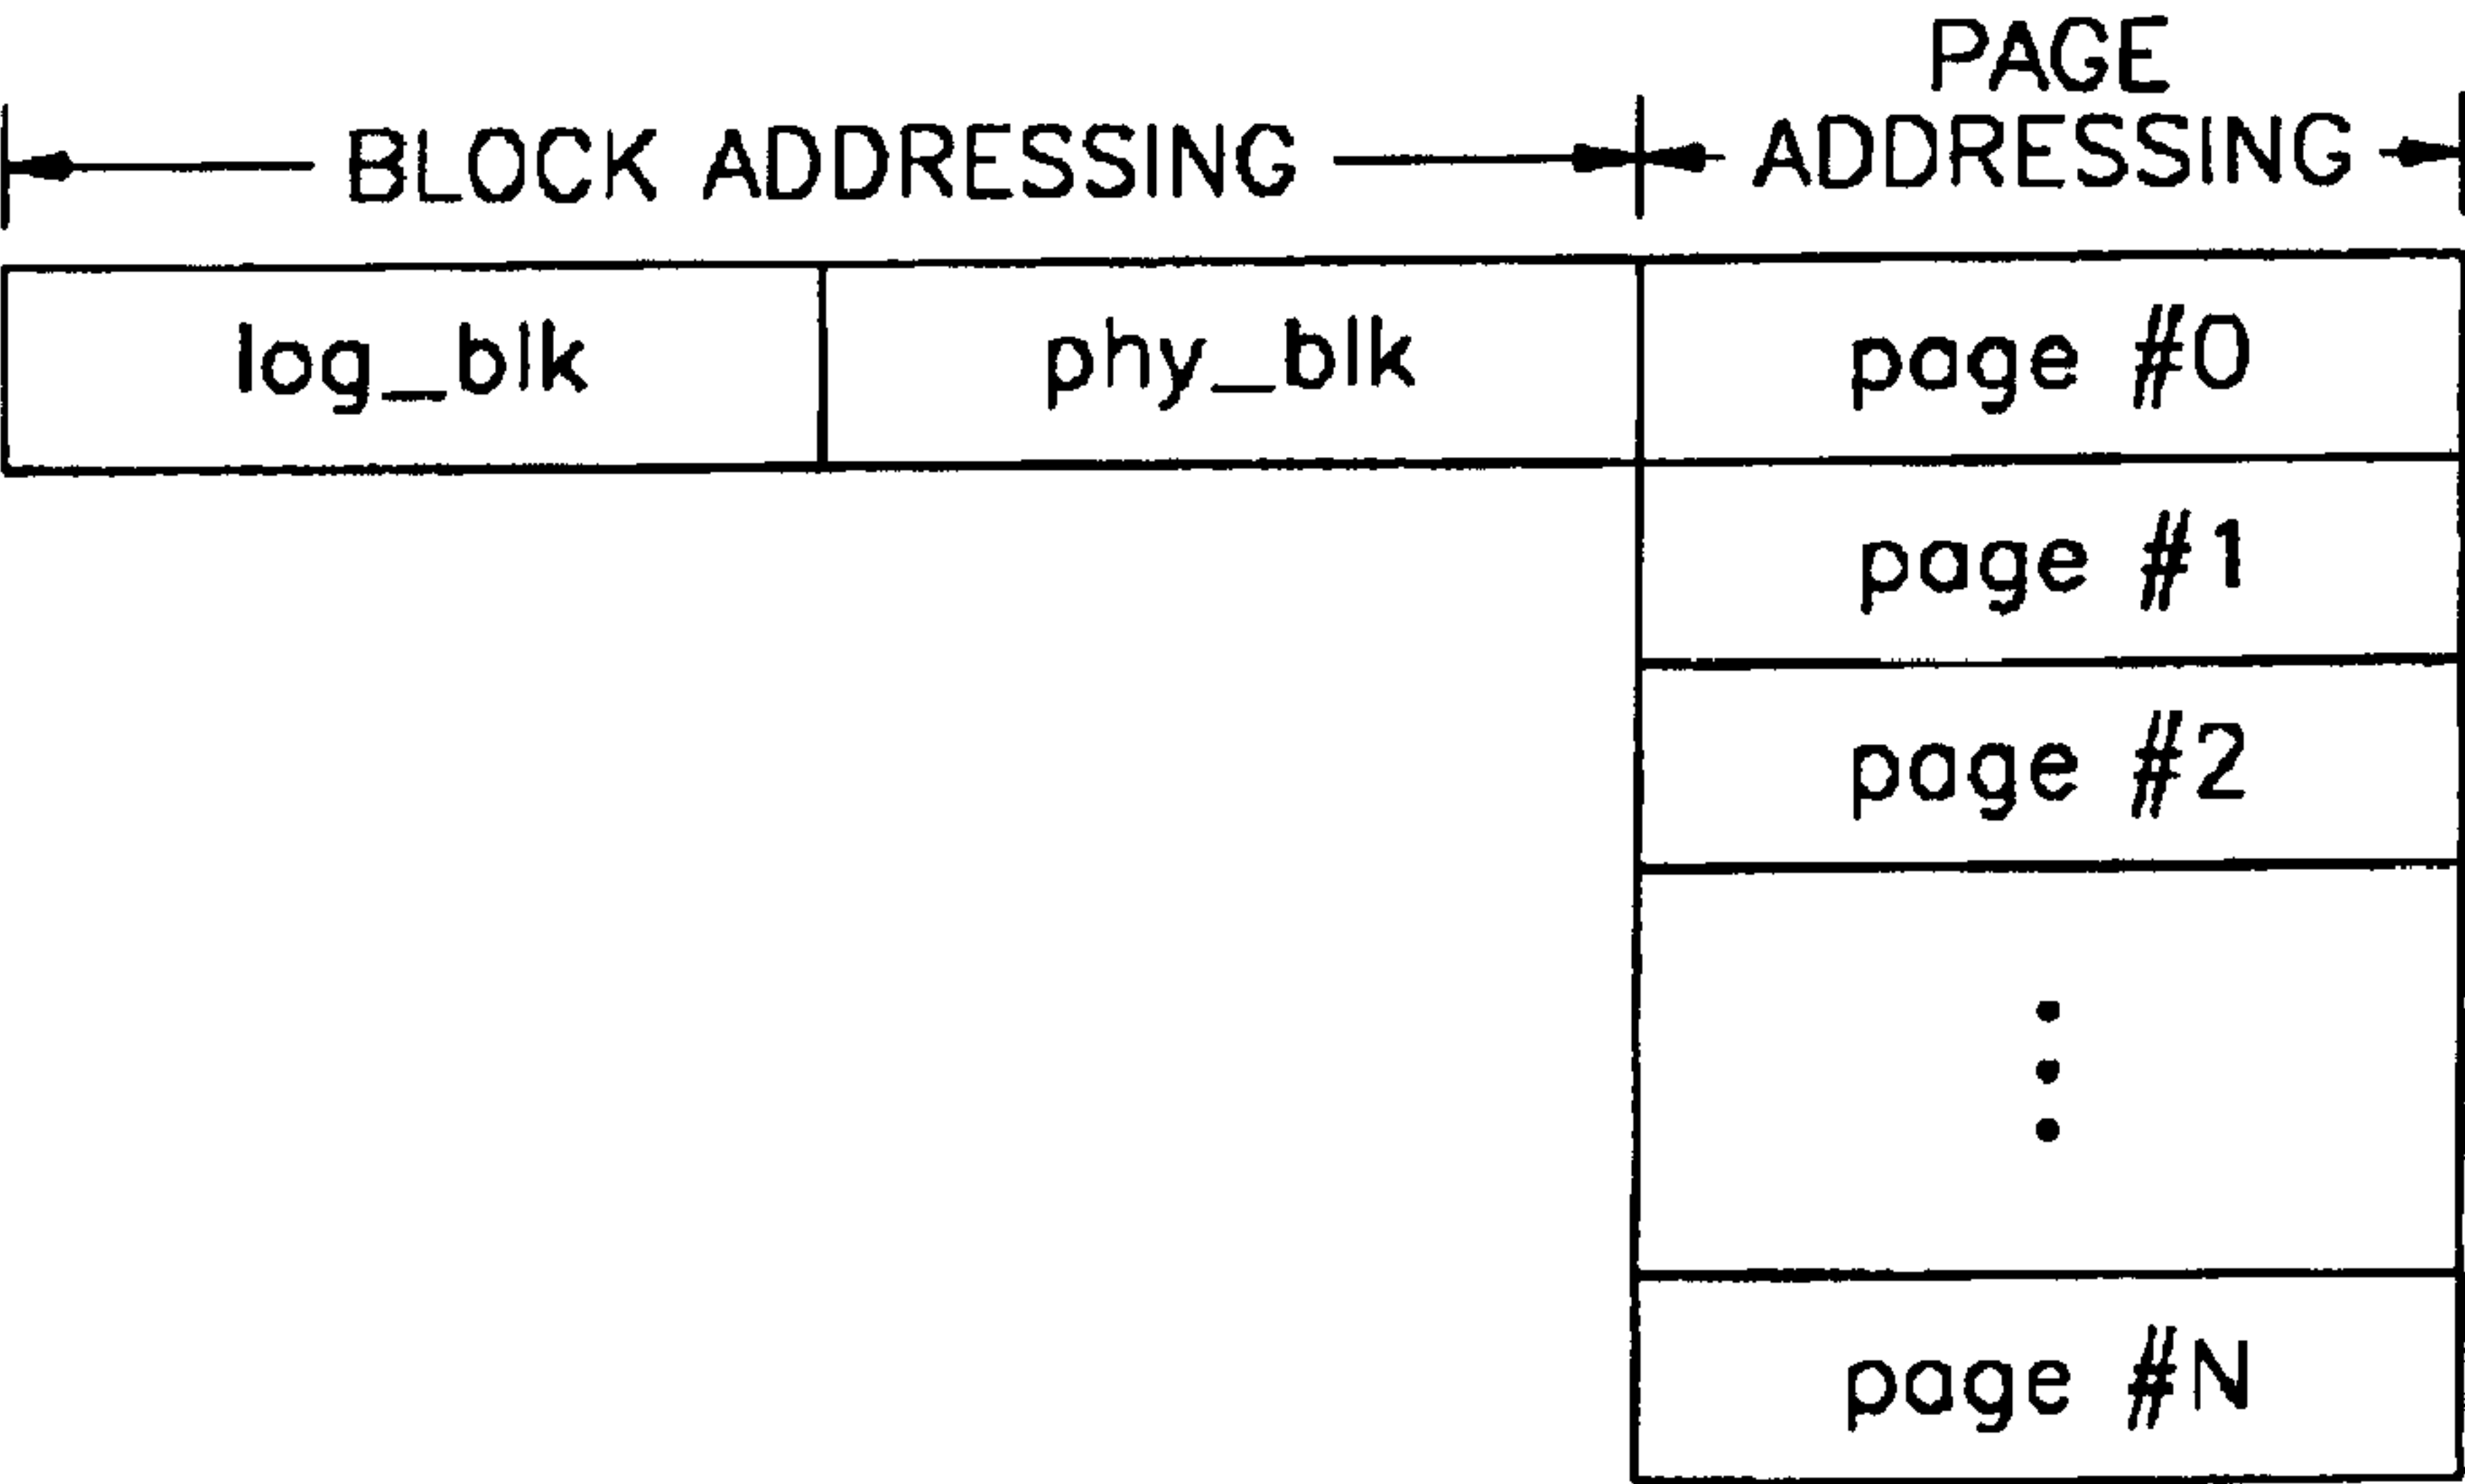 PAGE
BLOCK ADDRESSING ADDRESSING
log_blk phy_blk page #0
page #1
page #2
page #N